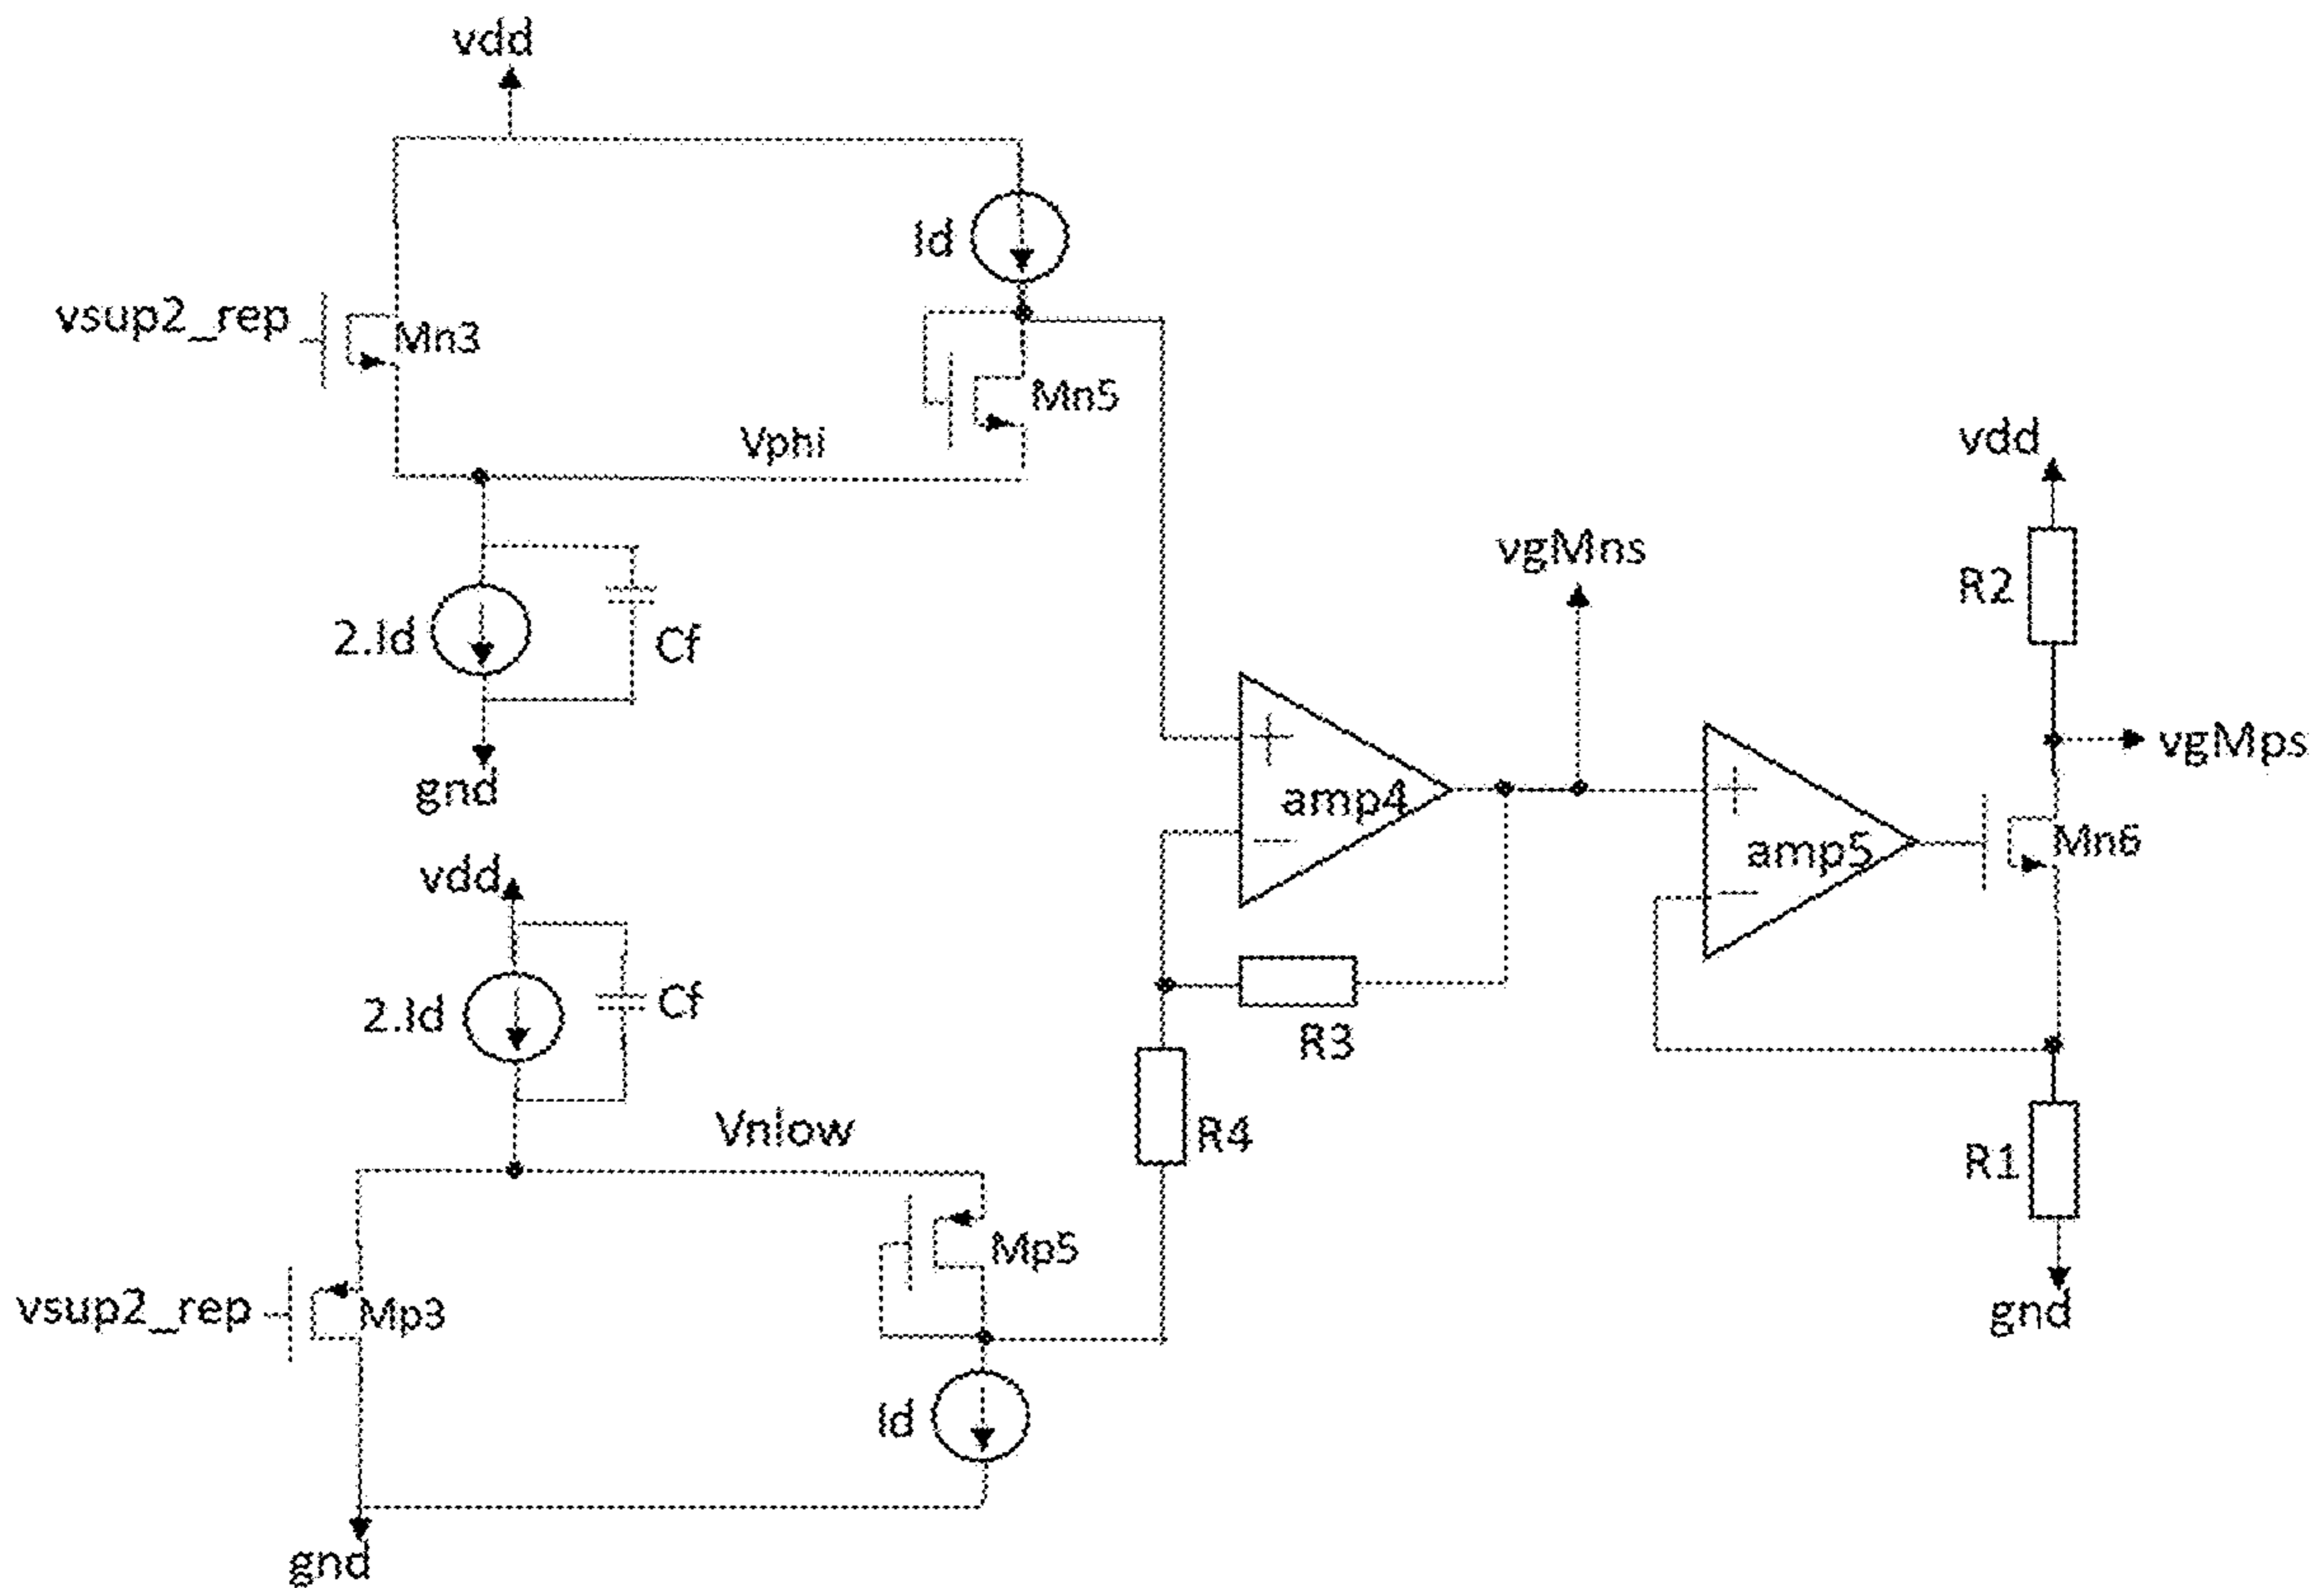 vdd
Id
vsup2_rep
Mn3
Mn5
Vphi
2.Id
Cf
gnd
vdd
2.Id
Cf
Vnlow
vsup2_rep
Mp3
Mp5
Id
gnd
+
amp4
−
R3
R4
vgMns
+
amp5
−
vdd
R2
vgMps
Mn6
R1
gnd